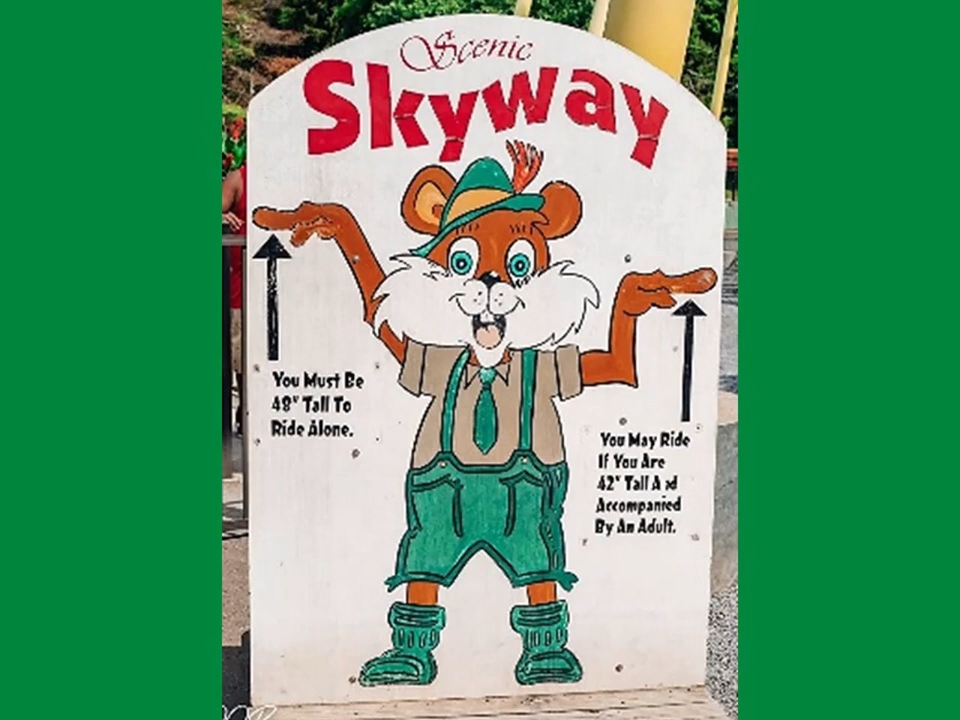 Scenic
Skyway
You Must Be
48" Tall To
Ride Alone.
You May Ride
If You Are
42" Tall A d
Accompanied
By An Adult.